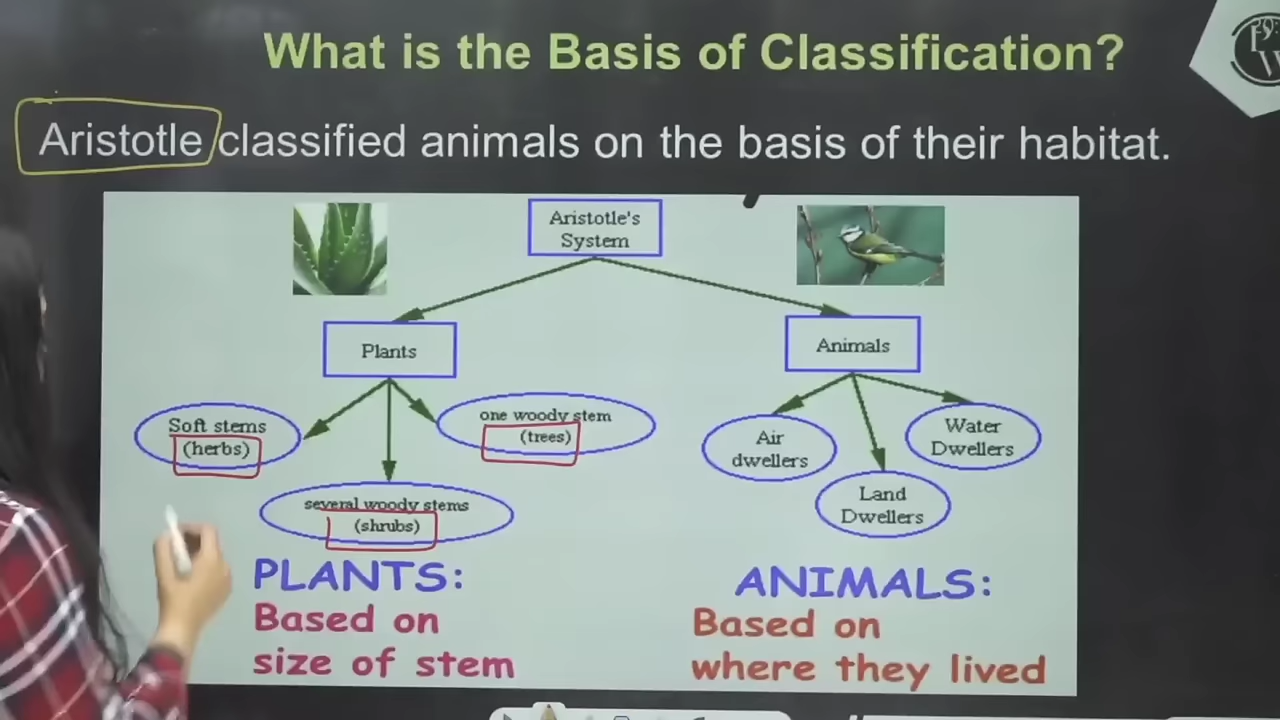 What is the Basis of Classification?
Aristotle classified animals on the basis of their habitat.
Aristotle's
System
Plants
Animals
Soft stems
(herbs)
one woody stem
(trees)
several woody stems
(shrubs)
Air
dwellers
Land
Dwellers
Water
Dwellers
PLANTS:
Based on
size of stem
ANIMALS:
Based on
where they lived